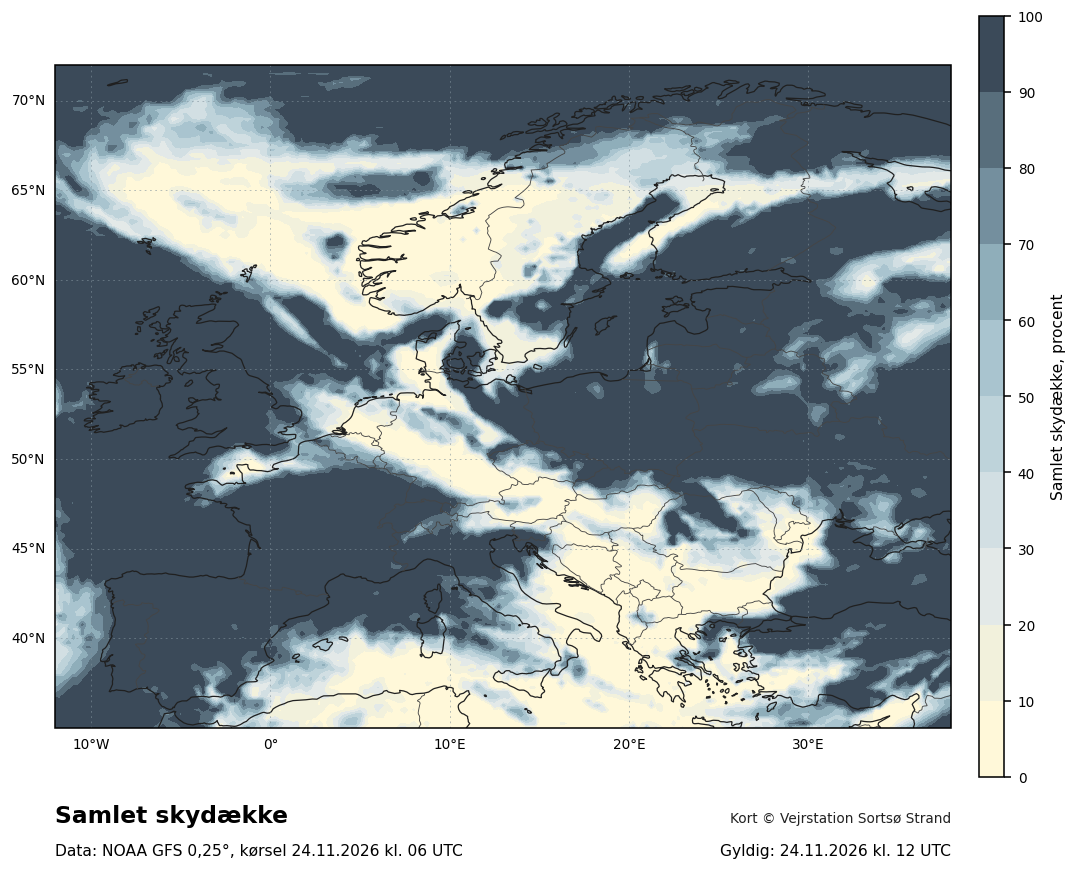 100
90
80
70
60
50
40
30
20
10
0
Samlet skydække, procent
70°N
65°N
60°N
55°N
50°N
45°N
40°N
10°W
0°
10°E
20°E
30°E
Samlet skydække
Kort © Vejrstation Sortsø Strand
Data: NOAA GFS 0,25°, kørsel 24.11.2026 kl. 06 UTC
Gyldig: 24.11.2026 kl. 12 UTC